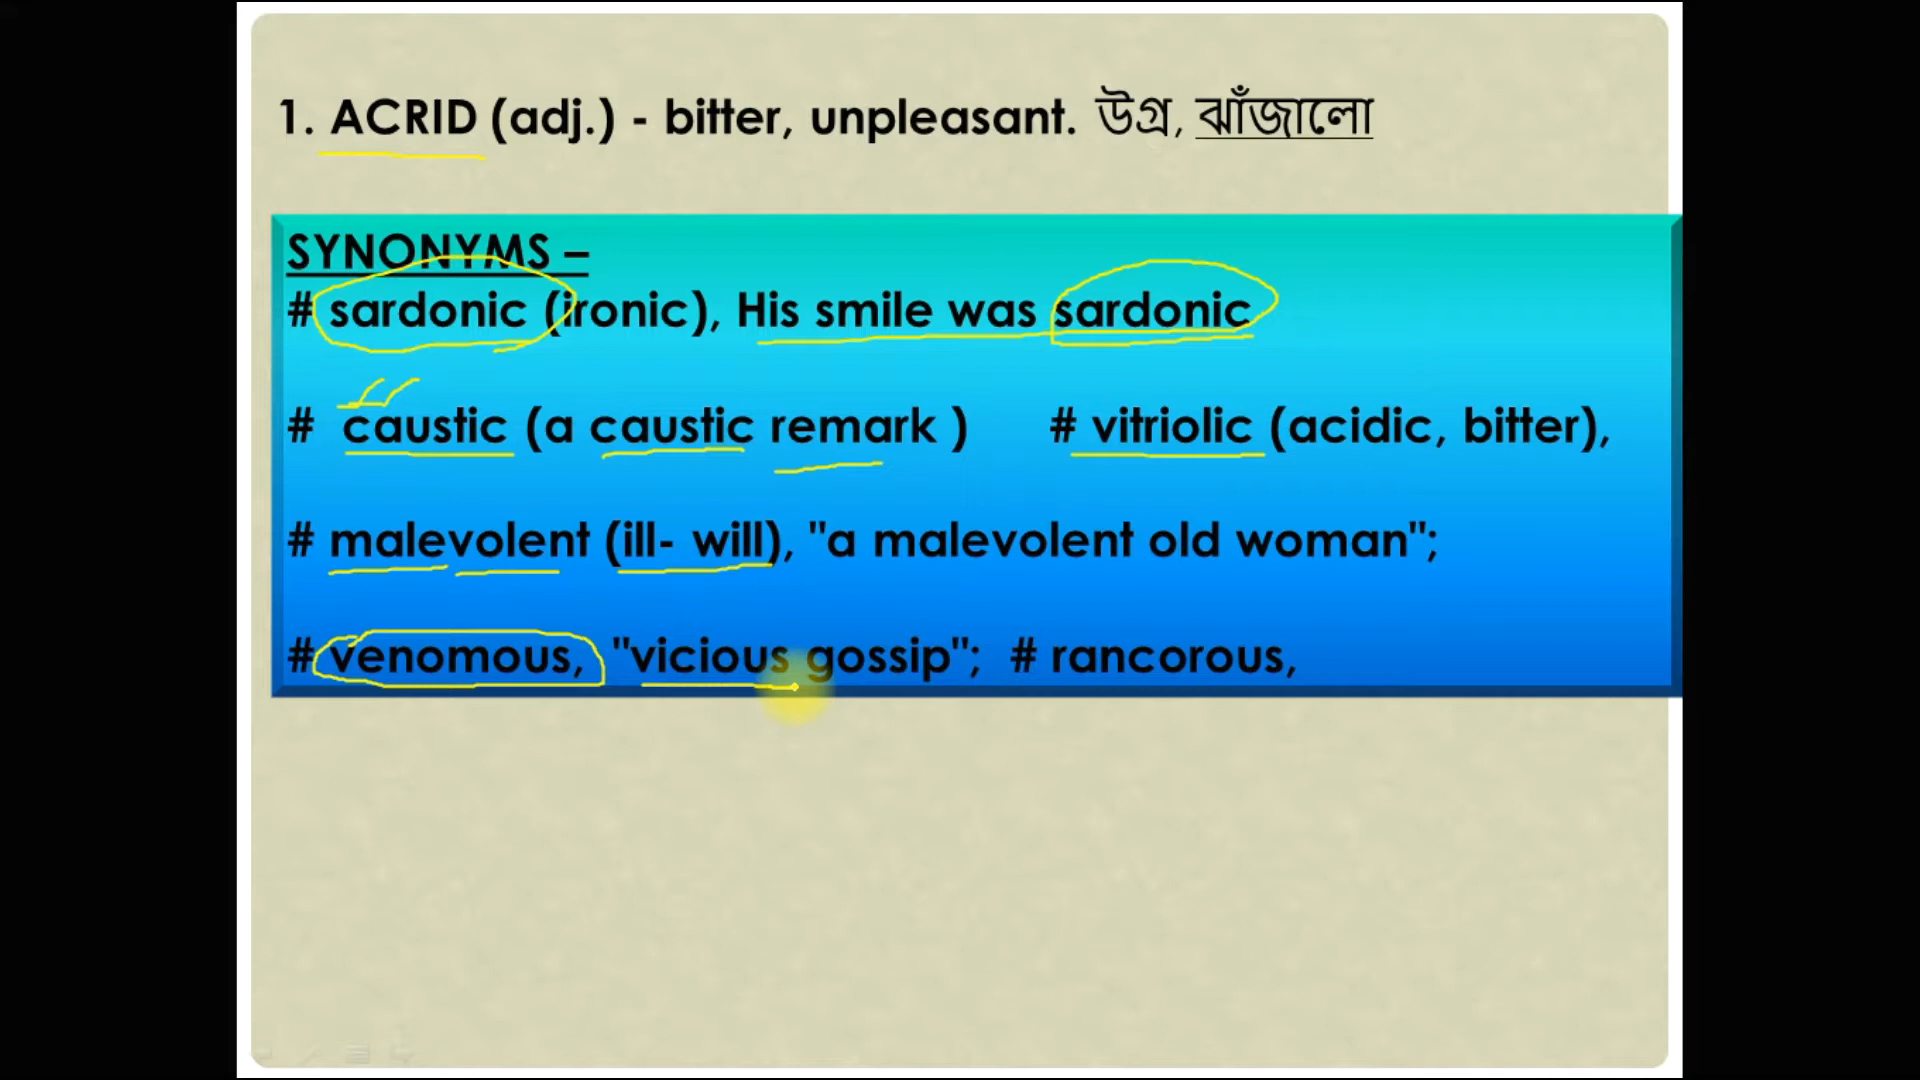 1. ACRID (adj.) - bitter, unpleasant. উগ্র, ঝাঁজালো
SYNONYMS –
# sardonic (ironic), His smile was sardonic
# caustic (a caustic remark ) # vitriolic (acidic, bitter),
# malevolent (ill- will), "a malevolent old woman";
# venomous, "vicious gossip"; # rancorous,